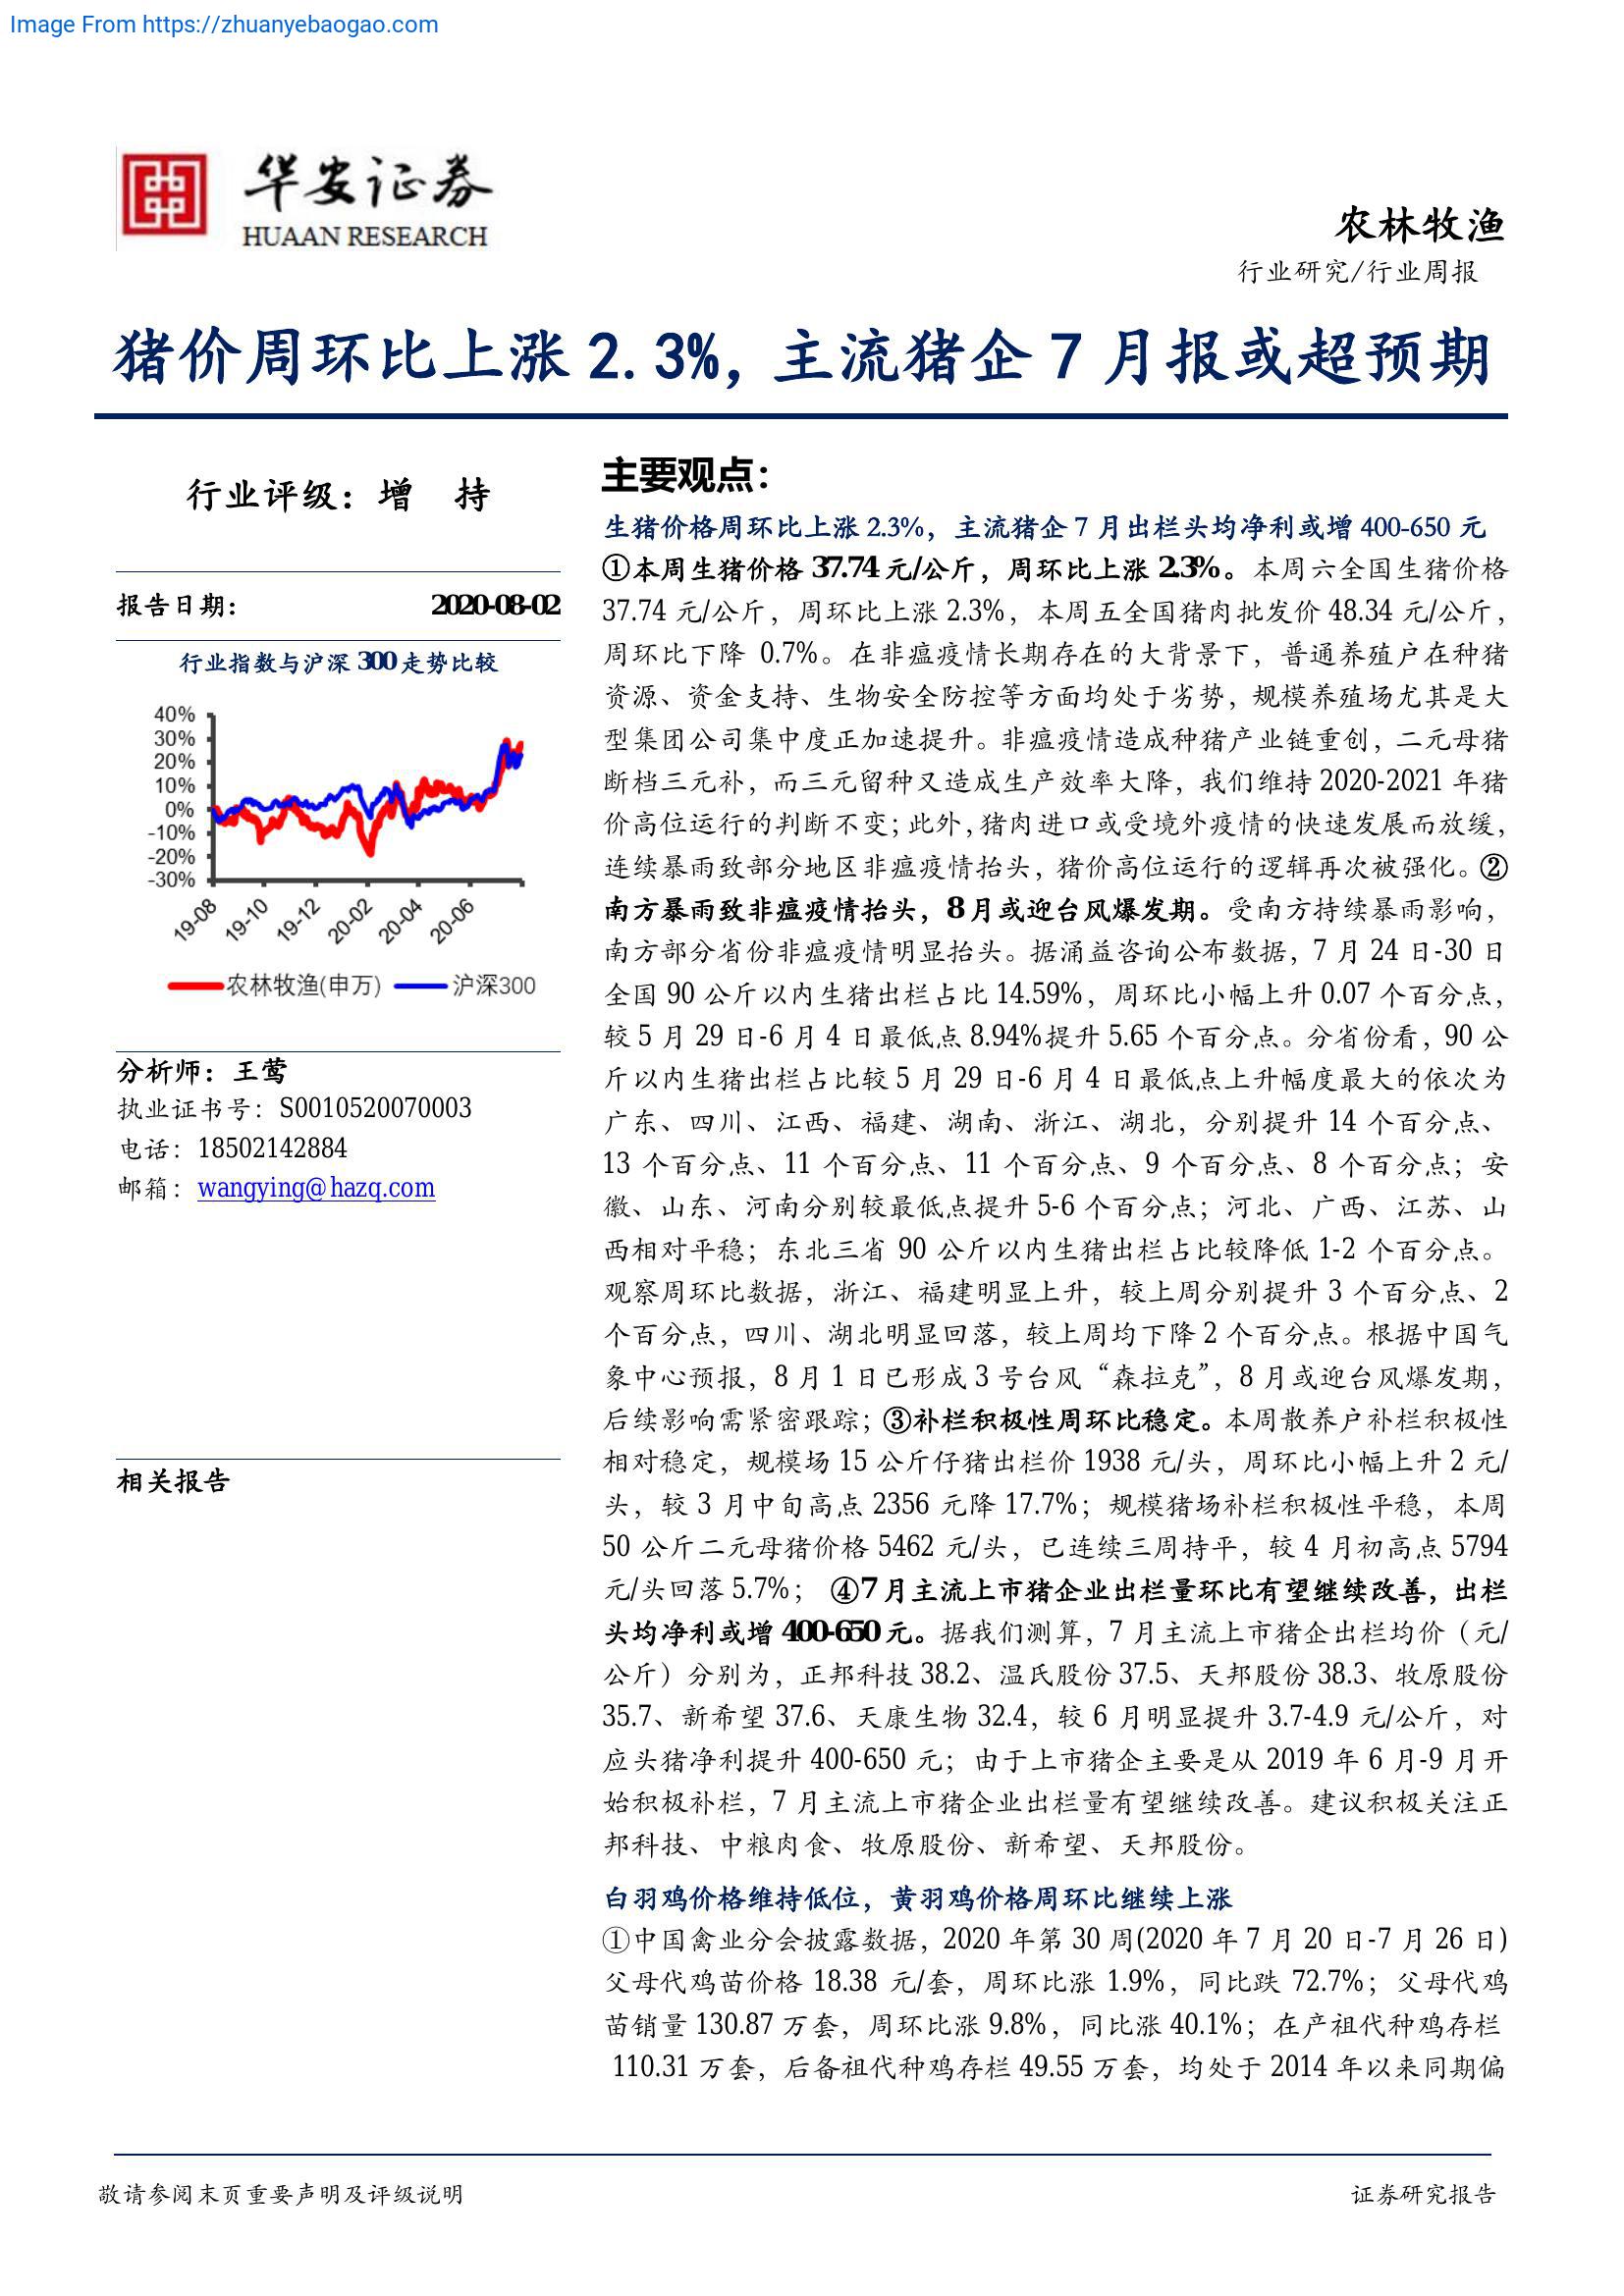 Image From https://zhuanyebaogao.com
华安证券
HUAAN RESEARCH
农林牧渔
行业研究/行业周报
猪价周环比上涨 2.3%，主流猪企 7 月报或超预期
行业评级：增 持
报告日期： 2020-08-02
行业指数与沪深 300 走势比较
40%
30%
20%
10%
0%
-10%
-20%
-30%
19-08
19-10
19-12
20-02
20-04
20-06
农林牧渔(申万) 沪深300
分析师：王莺
执业证书号：S0010520070003
电话：18502142884
邮箱：wangying@hazq.com
相关报告
主要观点：
生猪价格周环比上涨 2.3%，主流猪企 7 月出栏头均净利或增 400-650 元
①本周生猪价格 37.74 元/公斤，周环比上涨 2.3%。本周六全国生猪价格
37.74 元/公斤，周环比上涨 2.3%，本周五全国猪肉批发价 48.34 元/公斤，
周环比下降 0.7%。在非瘟疫情长期存在的大背景下，普通养殖户在种猪
资源、资金支持、生物安全防控等方面均处于劣势，规模养殖场尤其是大
型集团公司集中度正加速提升。非瘟疫情造成种猪产业链重创，二元母猪
断档三元补，而三元留种又造成生产效率大降，我们维持 2020-2021 年猪
价高位运行的判断不变；此外，猪肉进口或受境外疫情的快速发展而放缓，
连续暴雨致部分地区非瘟疫情抬头，猪价高位运行的逻辑再次被强化。②
南方暴雨致非瘟疫情抬头，8 月或迎台风爆发期。受南方持续暴雨影响，
南方部分省份非瘟疫情明显抬头。据涌益咨询公布数据，7 月 24 日-30 日
全国 90 公斤以内生猪出栏占比 14.59%，周环比小幅上升 0.07 个百分点，
较 5 月 29 日-6 月 4 日最低点 8.94%提升 5.65 个百分点。分省份看，90 公
斤以内生猪出栏占比较 5 月 29 日-6 月 4 日最低点上升幅度最大的依次为
广东、四川、江西、福建、湖南、浙江、湖北，分别提升 14 个百分点、
13 个百分点、11 个百分点、11 个百分点、9 个百分点、8 个百分点；安
徽、山东、河南分别较最低点提升 5-6 个百分点；河北、广西、江苏、山
西相对平稳；东北三省 90 公斤以内生猪出栏占比较降低 1-2 个百分点。
观察周环比数据，浙江、福建明显上升，较上周分别提升 3 个百分点、2
个百分点，四川、湖北明显回落，较上周均下降 2 个百分点。根据中国气
象中心预报，8 月 1 日已形成 3 号台风“森拉克”，8 月或迎台风爆发期，
后续影响需紧密跟踪；③补栏积极性周环比稳定。本周散养户补栏积极性
相对稳定，规模场 15 公斤仔猪出栏价 1938 元/头，周环比小幅上升 2 元/
头，较 3 月中旬高点 2356 元降 17.7%；规模猪场补栏积极性平稳，本周
50 公斤二元母猪价格 5462 元/头，已连续三周持平，较 4 月初高点 5794
元/头回落 5.7%； ④7 月主流上市猪企业出栏量环比有望继续改善，出栏
头均净利或增 400-650 元。据我们测算，7 月主流上市猪企出栏均价（元/
公斤）分别为，正邦科技 38.2、温氏股份 37.5、天邦股份 38.3、牧原股份
35.7、新希望 37.6、天康生物 32.4，较 6 月明显提升 3.7-4.9 元/公斤，对
应头猪净利提升 400-650 元；由于上市猪企主要是从 2019 年 6 月-9 月开
始积极补栏，7 月主流上市猪企业出栏量有望继续改善。建议积极关注正
邦科技、中粮肉食、牧原股份、新希望、天邦股份。
白羽鸡价格维持低位，黄羽鸡价格周环比继续上涨
①中国禽业分会披露数据，2020 年第 30 周(2020 年 7 月 20 日-7 月 26 日)
父母代鸡苗价格 18.38 元/套，周环比涨 1.9%，同比跌 72.7%；父母代鸡
苗销量 130.87 万套，周环比涨 9.8%，同比涨 40.1%；在产祖代种鸡存栏
110.31 万套，后备祖代种鸡存栏 49.55 万套，均处于 2014 年以来同期偏
敬请参阅末页重要声明及评级说明
证券研究报告